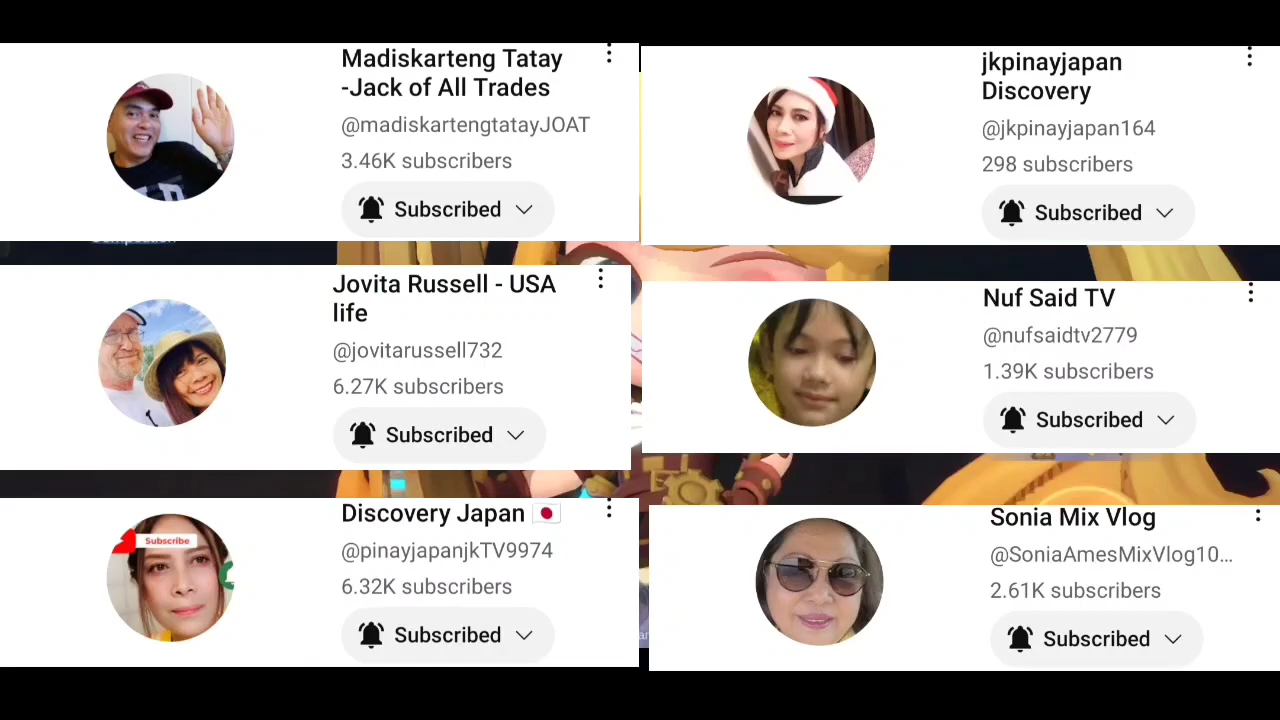 Madiskarteng Tatay
-Jack of All Trades
@madiskartengtatayJOAT
3.46K subscribers
Subscribed
jkpinayjapan
Discovery
@jkpinayjapan164
298 subscribers
Subscribed
Jovita Russell - USA
life
@jovitarussell732
6.27K subscribers
Subscribed
Nuf Said TV
@nufsaidtv2779
1.39K subscribers
Subscribed
Subscribe
Discovery Japan 🇯🇵
@pinayjapanjkTV9974
6.32K subscribers
Subscribed
Sonia Mix Vlog
@SoniaAmesMixVlog10...
2.61K subscribers
Subscribed